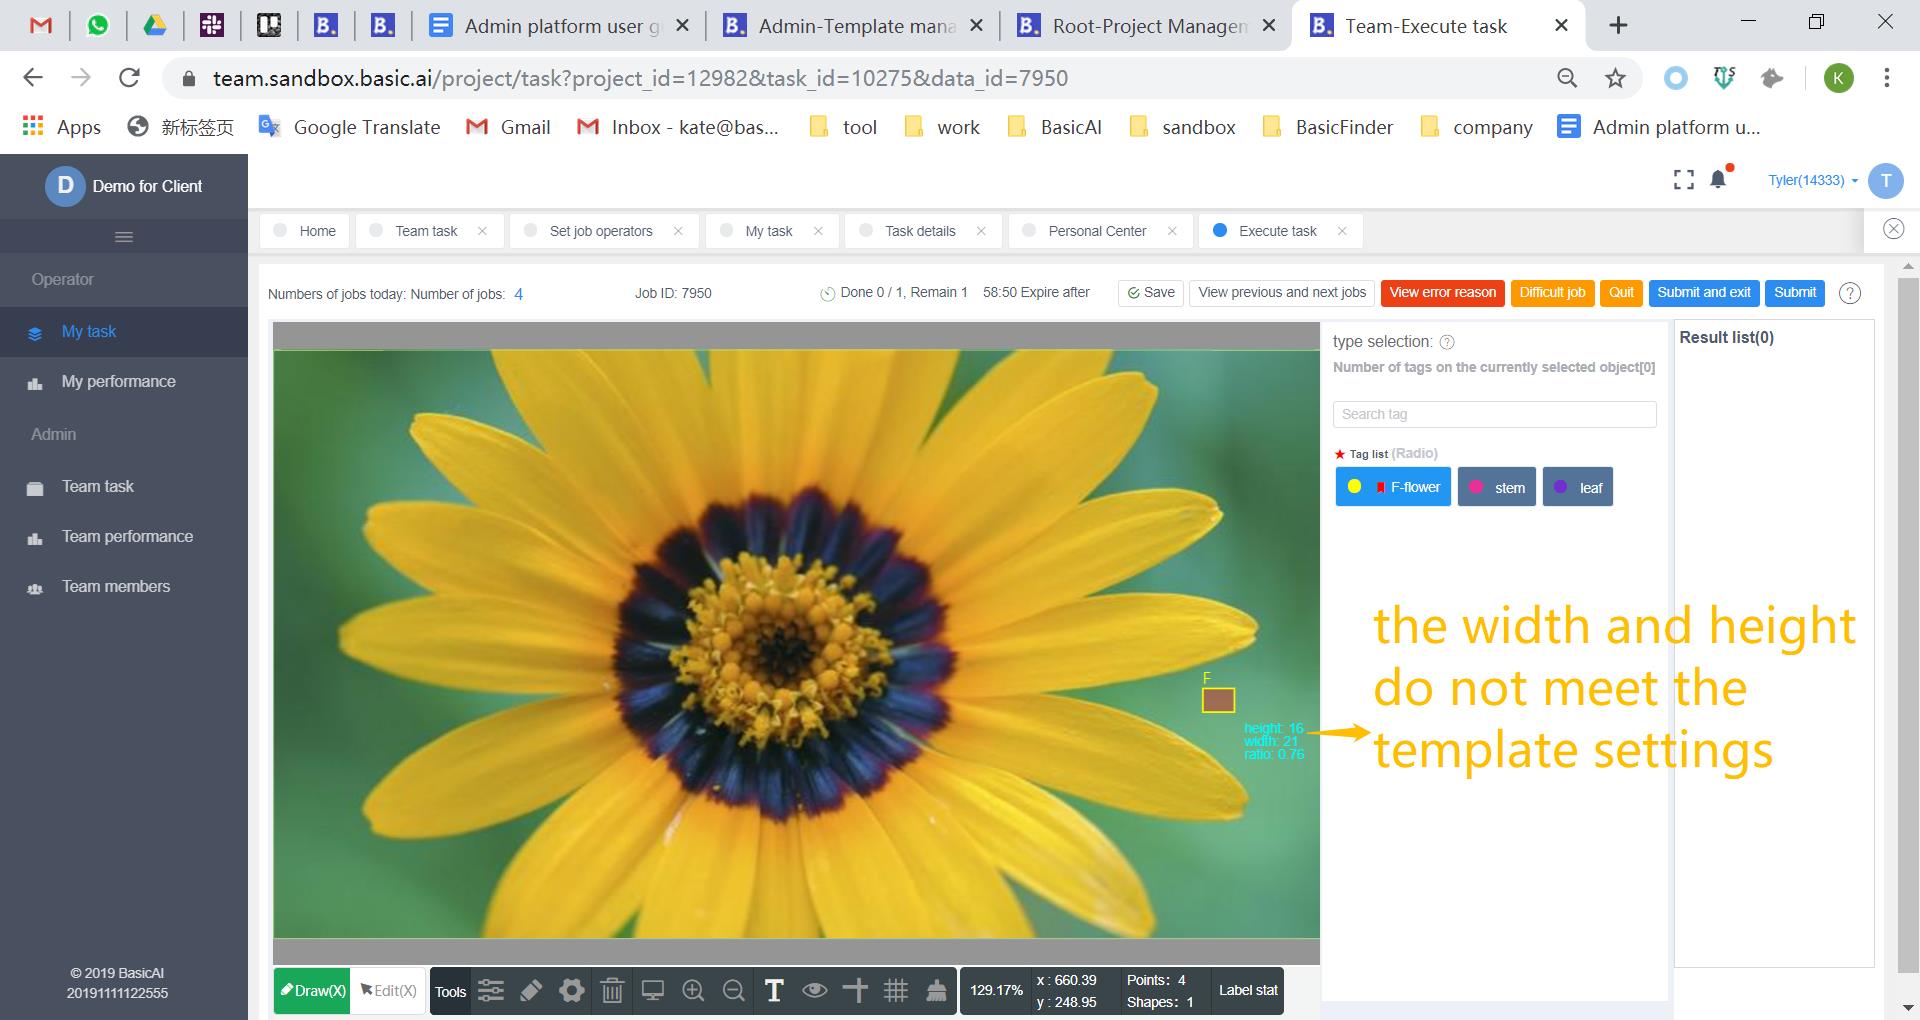 Admin platform user g
Admin-Template mana
Root-Project Managem
Team-Execute task
team.sandbox.basic.ai/project/task?project_id=12982&task_id=10275&data_id=7950
K
Apps
新标签页
Google Translate
Gmail
Inbox - kate@bas...
tool
work
BasicAI
sandbox
BasicFinder
company
Admin platform u...
D
Demo for Client
Tyler(14333)
T
Home
Team task
Set job operators
My task
Task details
Personal Center
Execute task
Operator
My task
My performance
Admin
Team task
Team performance
Team members
© 2019 BasicAI
20191111122555
Numbers of jobs today: Number of jobs: 4
Job ID: 7950
Done 0 / 1, Remain 1
58:50 Expire after
Save
View previous and next jobs
View error reason
Difficult job
Quit
Submit and exit
Submit
?
type selection: ?
Number of tags on the currently selected object[0]
Search tag
★ Tag list (Radio)
F-flower
stem
leaf
Result list(0)
F
height: 16
width: 21
ratio: 0.76
the width and height
do not meet the
template settings
Draw(X)
Edit(X)
Tools
T
129.17%
x : 660.39
y : 248.95
Points: 4
Shapes: 1
Label stat